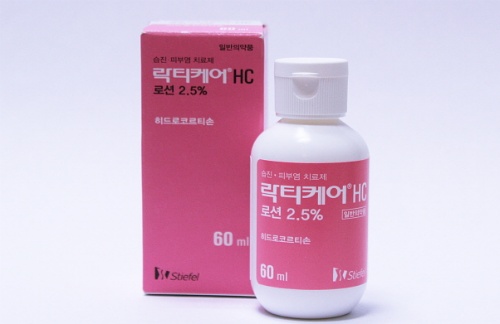 일반의약품
습진 피부염 치료제
락티케어® HC
로션 2.5%
히드로코르티손
60 ml
Stiefel
습진·피부염 치료제
락티케어® HC
로션 2.5%
일반의약품
히드로코르티손
60 ml
Stiefel